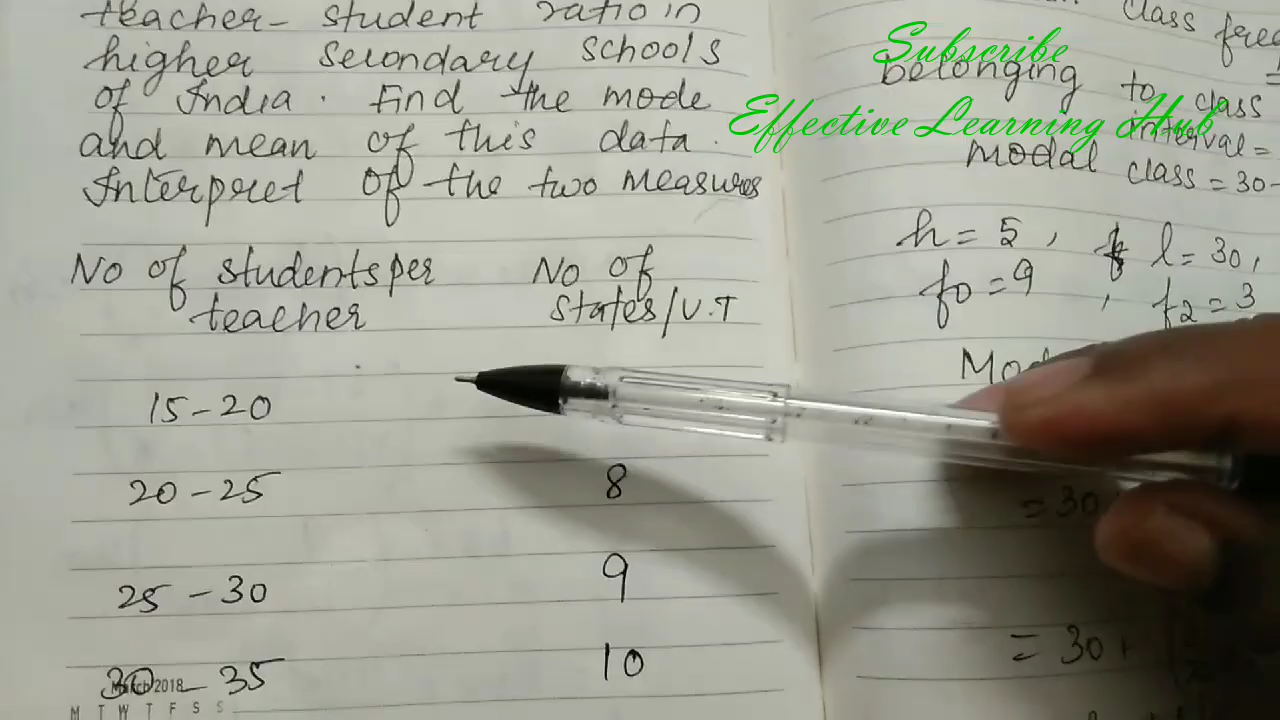 teacher- student ratio in
higher secondary schools
of India. Find the mode
and mean of this data.
Interpret of the two measures
No of students per
teacher
No of
States/U.T
15-20
20-25
8
25-30
9
30-35
10
March 2018
M T W T F S S
class
Subscribe
belonging to class
Effective Learning Hub
interval=
modal class = 30-
h = 5, l = 30,
f0 = 9, f2 = 3
= 30
= 30